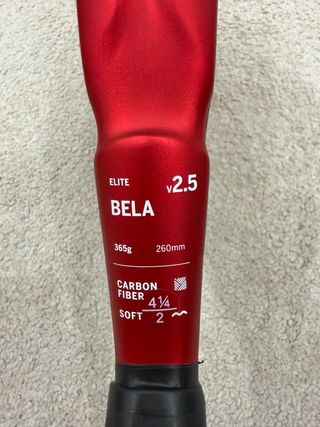 ELITE v2.5
BELA
365g 260mm
CARBON
FIBER 4¼
SOFT 2